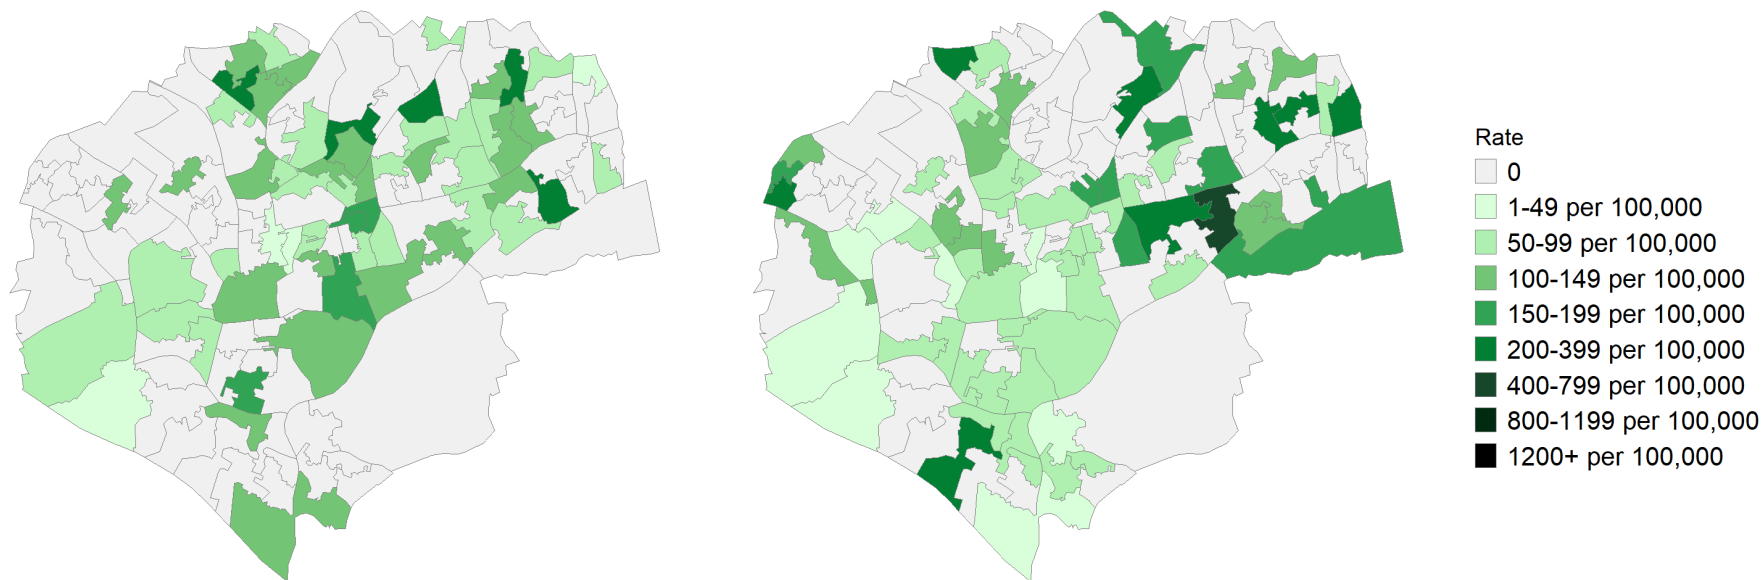 Rate
0
1-49 per 100,000
50-99 per 100,000
100-149 per 100,000
150-199 per 100,000
200-399 per 100,000
400-799 per 100,000
800-1199 per 100,000
1200+ per 100,000